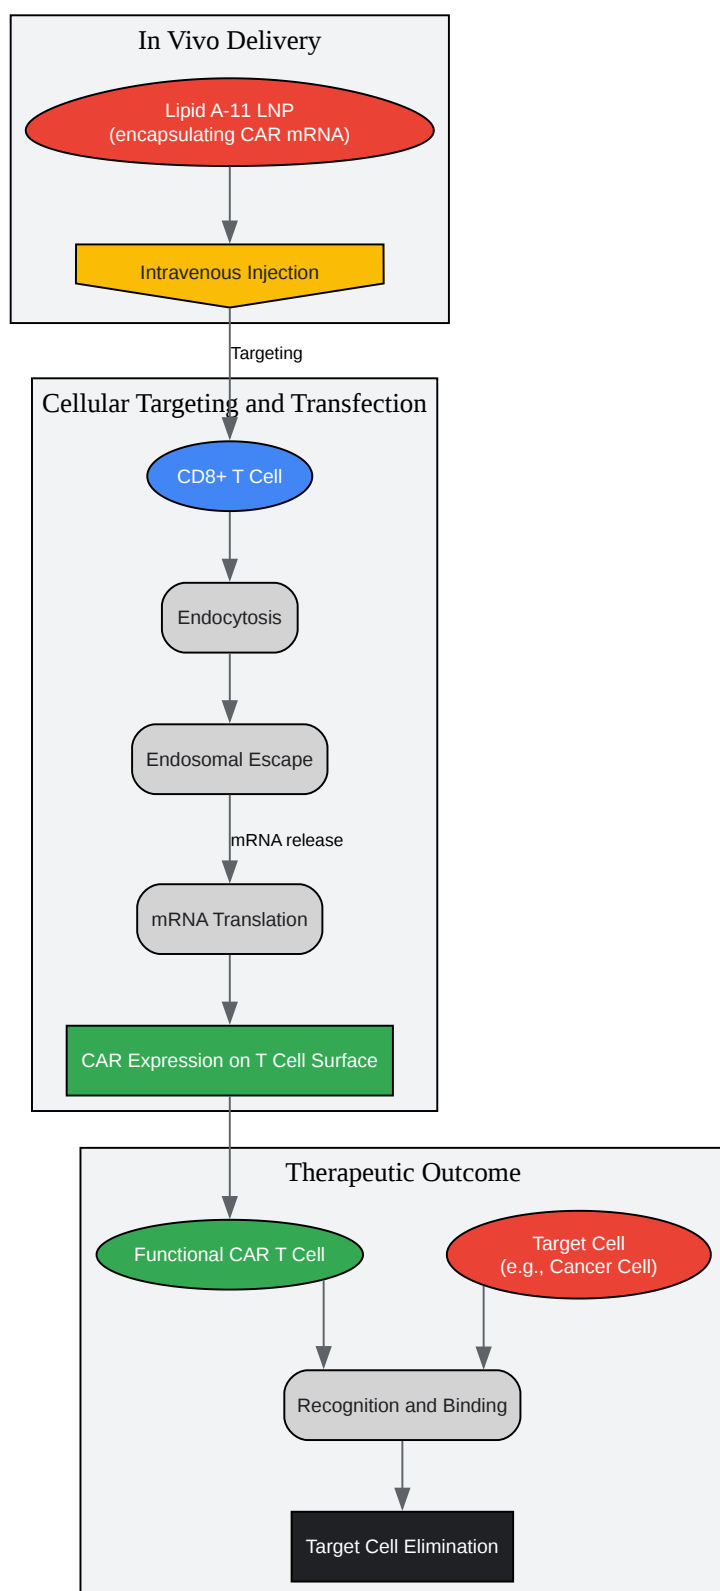 In Vivo Delivery
Lipid A-11 LNP
(encapsulating CAR mRNA)
Intravenous Injection
Targeting
Cellular Targeting and Transfection
CD8+ T Cell
Endocytosis
Endosomal Escape
mRNA release
mRNA Translation
CAR Expression on T Cell Surface
Therapeutic Outcome
Functional CAR T Cell
Target Cell
(e.g., Cancer Cell)
Recognition and Binding
Target Cell Elimination